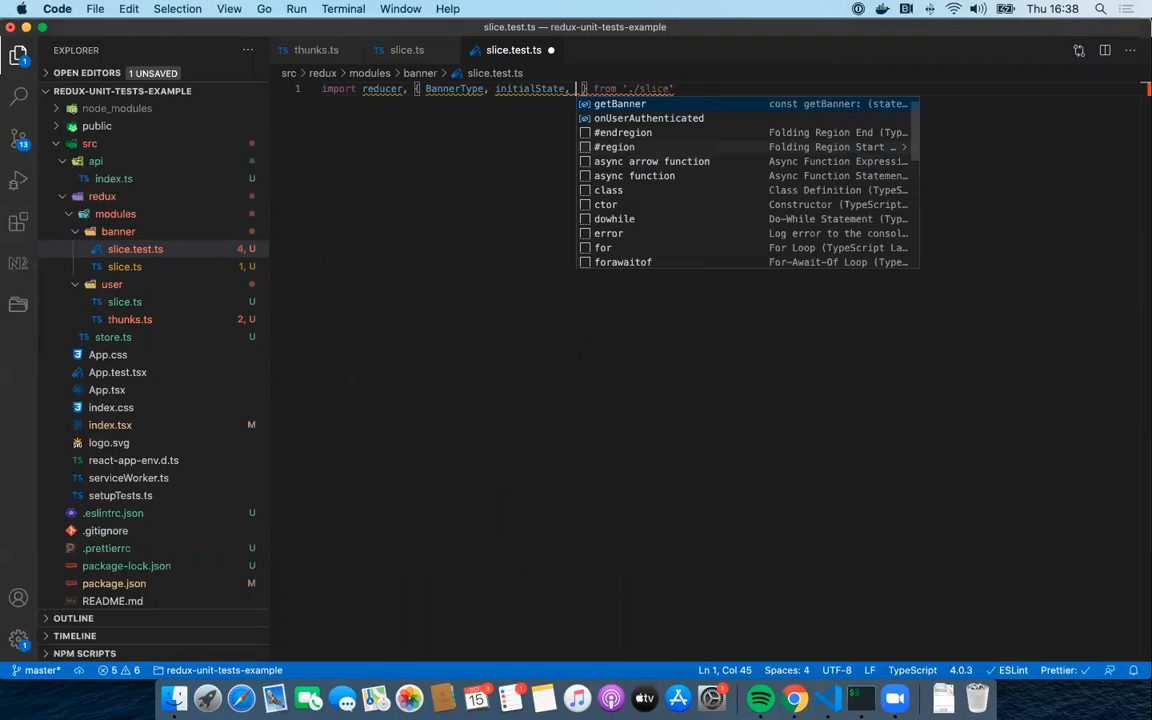 Code File Edit Selection View Go Run Terminal Window Help Thu 16:38
slice.test.ts — redux-unit-tests-example
EXPLORER
thunks.ts slice.ts slice.test.ts
OPEN EDITORS 1 UNSAVED
src › redux › modules › banner › slice.test.ts
REDUX-UNIT-TESTS-EXAMPLE
1 import reducer, { BannerType, initialState, } from './slice'
getBanner const getBanner: (state…
onUserAuthenticated
#endregion Folding Region End (Typ…
#region Folding Region Start …
async arrow function Async Function Expressi…
async function Async Function Statemen…
class Class Definition (TypeS…
ctor Constructor (TypeScript…
dowhile Do-While Statement (Typ…
error Log error to the consol…
for For Loop (TypeScript La…
forawaitof For-Await-Of Loop (Type…
node_modules
public
src
api
index.ts U
redux
modules
banner
slice.test.ts 4, U
slice.ts 1, U
user
slice.ts U
thunks.ts 2, U
store.ts U
App.css
App.test.tsx
App.tsx
index.css
index.tsx M
logo.svg
react-app-env.d.ts
serviceWorker.ts
setupTests.ts
.eslintrc.json U
.gitignore
.prettierrc U
package-lock.json U
package.json M
README.md
OUTLINE
TIMELINE
NPM SCRIPTS
master* 5 6 redux-unit-tests-example Ln 1, Col 45 Spaces: 4 UTF-8 LF TypeScript 4.0.3 ESLint Prettier: ✓